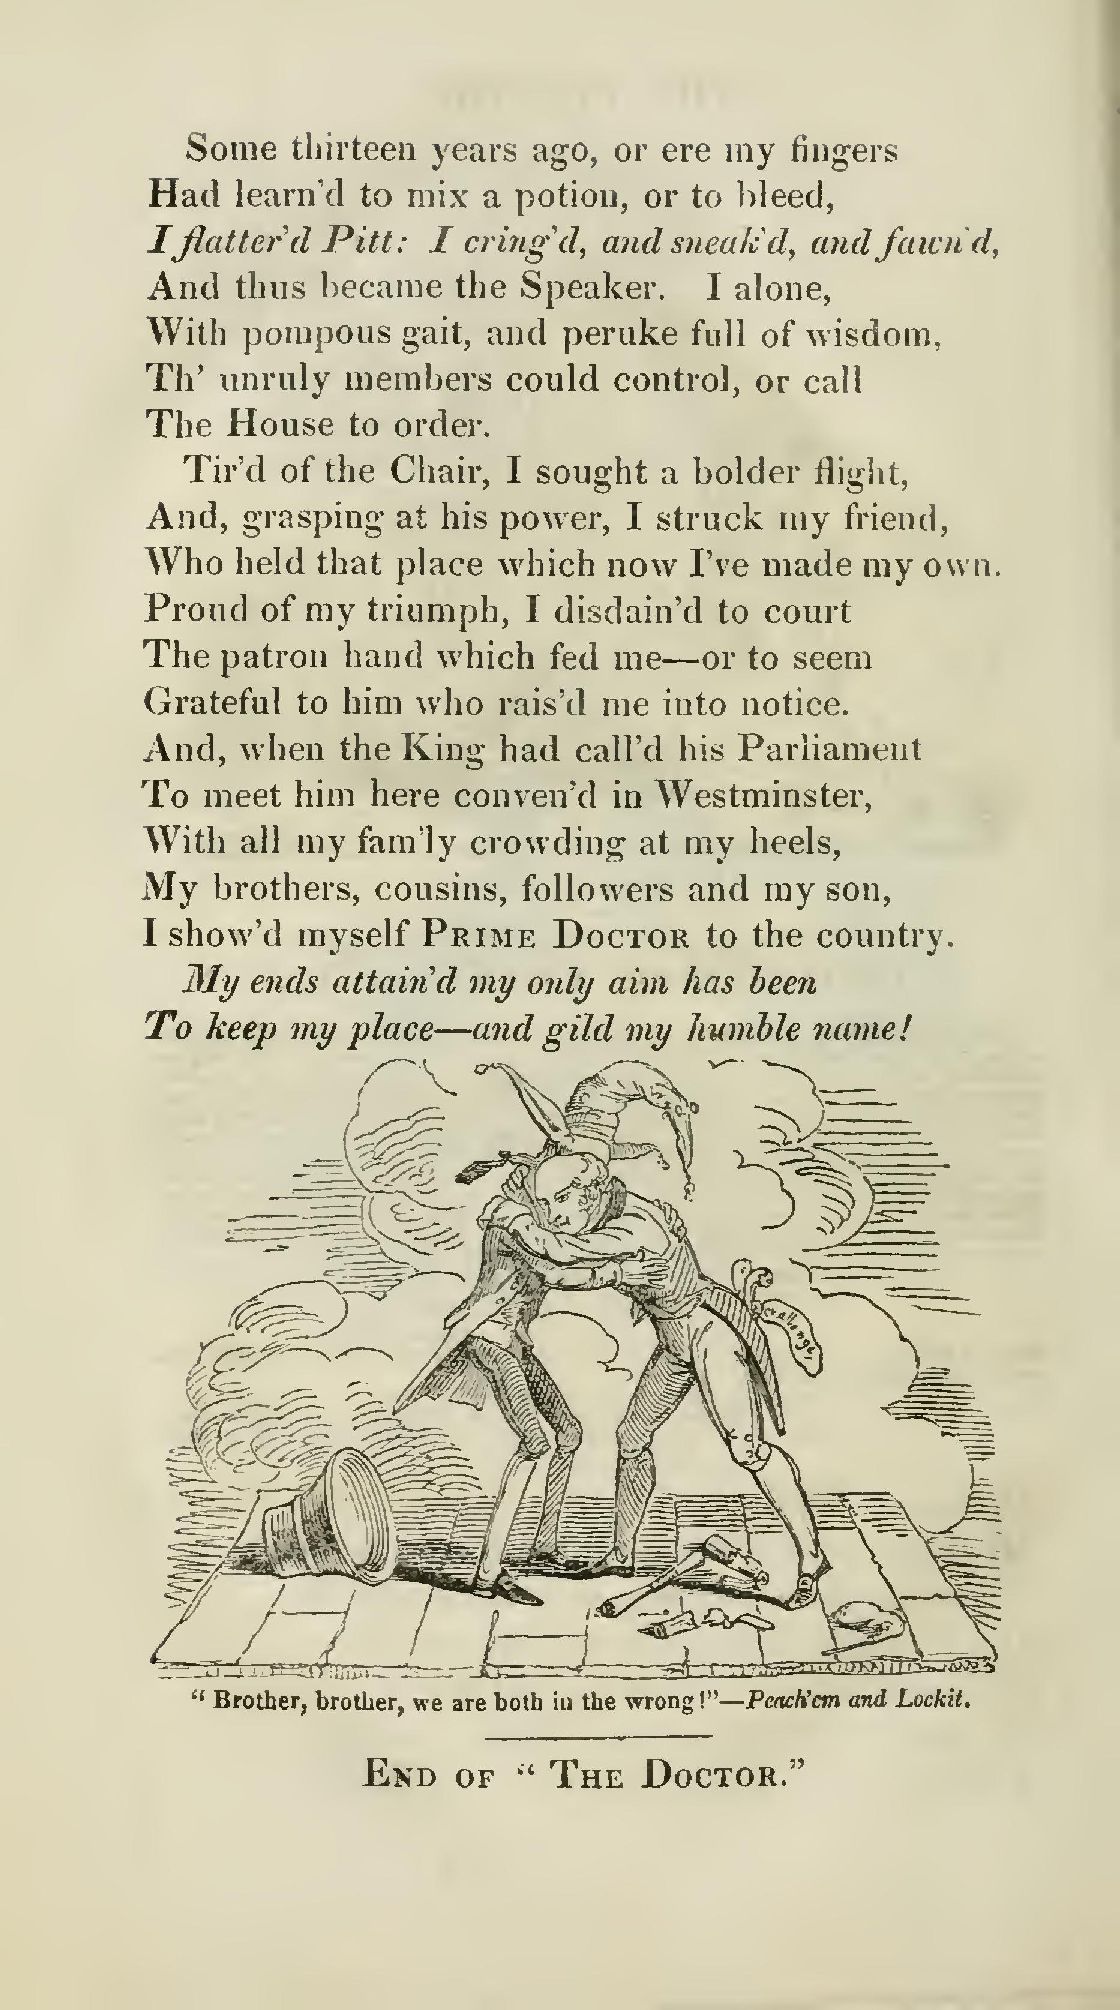 Some thirteen years ago, or ere my fingers
Had learn'd to mix a potion, or to bleed,
I flatter'd Pitt: I cring'd, and sneak'd, and fawn'd,
And thus became the Speaker. I alone,
With pompous gait, and peruke full of wisdom,
Th' unruly members could control, or call
The House to order.
Tir'd of the Chair, I sought a bolder flight,
And, grasping at his power, I struck my friend,
Who held that place which now I've made my own.
Proud of my triumph, I disdain'd to court
The patron hand which fed me—or to seem
Grateful to him who rais'd me into notice.
And, when the King had call'd his Parliament
To meet him here conven'd in Westminster,
With all my fam'ly crowding at my heels,
My brothers, cousins, followers and my son,
I show'd myself PRIME DOCTOR to the country.
My ends attain'd my only aim has been
To keep my place—and gild my humble name!
Challenge
"Brother, brother, we are both in the wrong!"—Peach'em and Lockit.
END OF "THE DOCTOR."